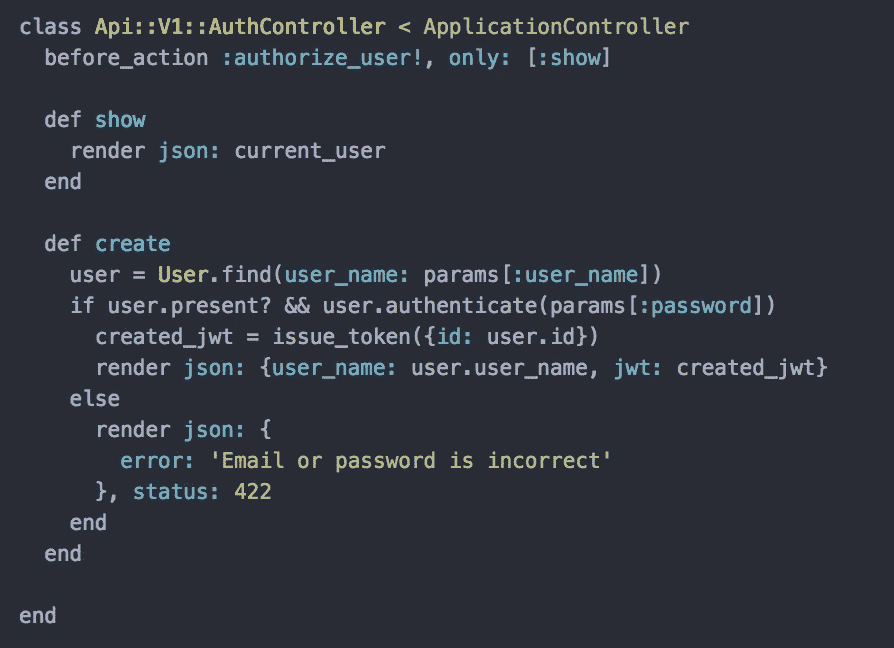 class Api::V1::AuthController < ApplicationController
  before_action :authorize_user!, only: [:show]

  def show
    render json: current_user
  end

  def create
    user = User.find(user_name: params[:user_name])
    if user.present? && user.authenticate(params[:password])
      created_jwt = issue_token({id: user.id})
      render json: {user_name: user.user_name, jwt: created_jwt}
    else
      render json: {
        error: 'Email or password is incorrect'
      }, status: 422
    end
  end

end